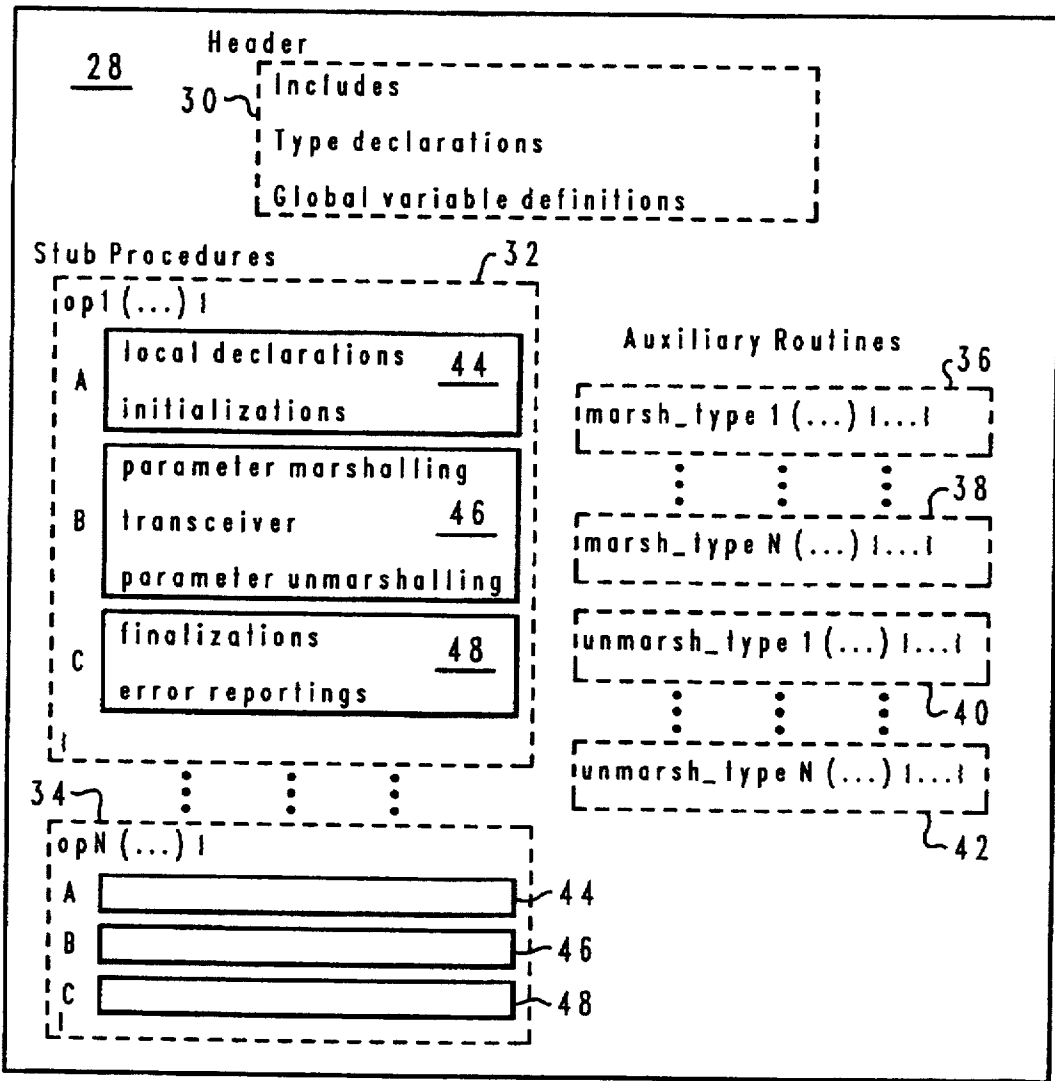 28
Header
30
Includes
Type declarations
Global variable definitions
Stub Procedures
32
op1 (...) {
A
local declarations
44
initializations
B
parameter marshalling
transceiver
46
parameter unmarshalling
C
finalizations
48
error reportings
}
34
opN (...) {
A
44
B
46
C
48
}
Auxiliary Routines
36
marsh_type 1 (...) {...}
38
marsh_type N (...) {...}
unmarsh_type 1 (...) {...}
40
unmarsh_type N (...) {...}
42